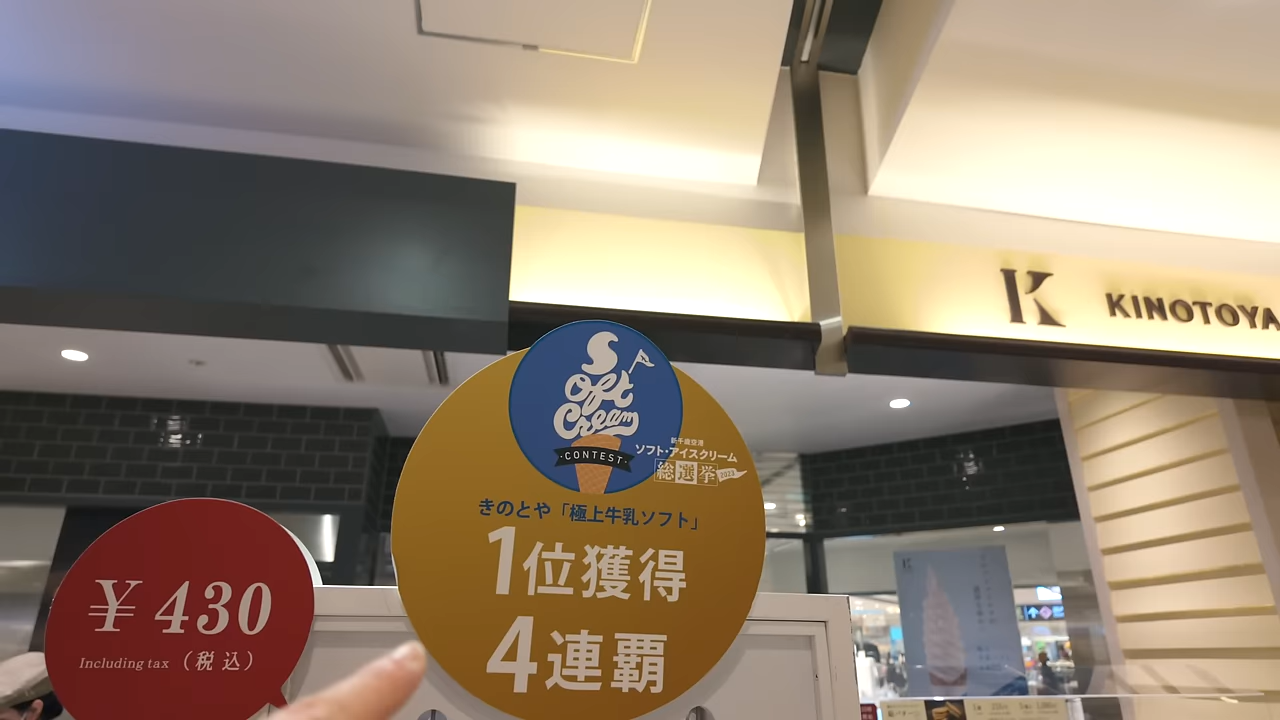 K KINOTOYA
Soft
Cream
·CONTEST·
新千歳空港
ソフト・アイスクリーム
総選挙 2023
きのとや「極上牛乳ソフト」
1位獲得
4連覇
¥430
Including tax (税込)